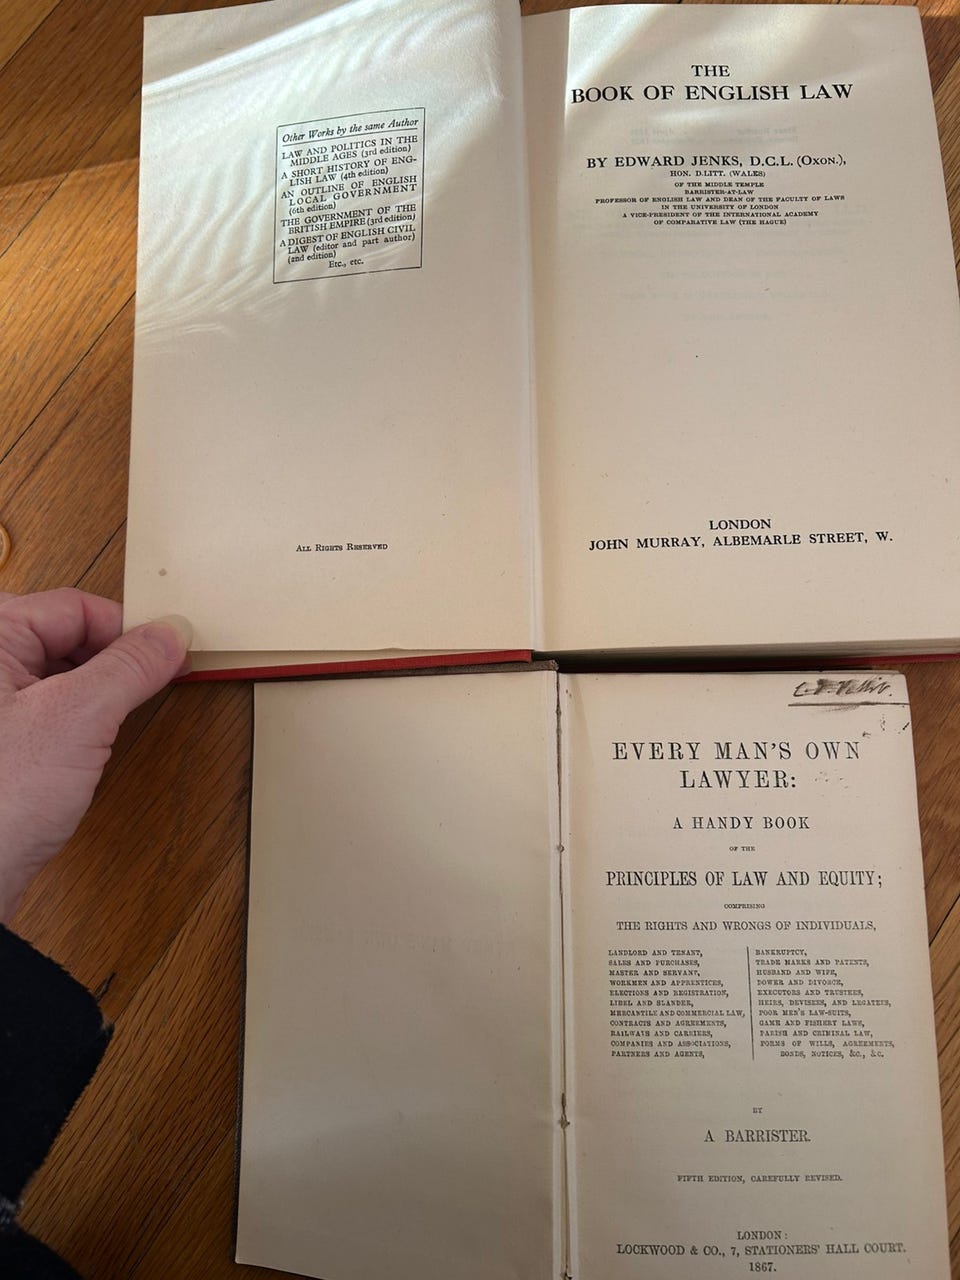 Other Works by the same Author
LAW AND POLITICS IN THE
MIDDLE AGES (3rd edition)
A SHORT HISTORY OF ENG-
LISH LAW (4th edition)
AN OUTLINE OF ENGLISH
LOCAL GOVERNMENT
(6th edition)
THE GOVERNMENT OF THE
BRITISH EMPIRE (3rd edition)
A DIGEST OF ENGLISH CIVIL
LAW (editor and part author)
(2nd edition)
Etc., etc.
ALL RIGHTS RESERVED
THE
BOOK OF ENGLISH LAW
BY EDWARD JENKS, D.C.L. (OXON.),
HON. D.LITT. (WALES)
OF THE MIDDLE TEMPLE
BARRISTER-AT-LAW
PROFESSOR OF ENGLISH LAW AND DEAN OF THE FACULTY OF LAWS
IN THE UNIVERSITY OF LONDON
A VICE-PRESIDENT OF THE INTERNATIONAL ACADEMY
OF COMPARATIVE LAW (THE HAGUE)
LONDON
JOHN MURRAY, ALBEMARLE STREET, W.
EVERY MAN'S OWN
LAWYER:
A HANDY BOOK
OF THE
PRINCIPLES OF LAW AND EQUITY;
COMPRISING
THE RIGHTS AND WRONGS OF INDIVIDUALS,
LANDLORD AND TENANT,
SALES AND PURCHASES,
MASTER AND SERVANT,
WORKMEN AND APPRENTICES,
ELECTIONS AND REGISTRATION,
LIBEL AND SLANDER,
MERCANTILE AND COMMERCIAL LAW,
CONTRACTS AND AGREEMENTS,
RAILWAYS AND CARRIERS,
COMPANIES AND ASSOCIATIONS,
PARTNERS AND AGENTS,
BANKRUPTCY,
TRADE MARKS AND PATENTS,
HUSBAND AND WIFE,
DOWER AND DIVORCE,
EXECUTORS AND TRUSTEES,
HEIRS, DEVISEES, AND LEGATEES,
POOR MEN'S LAW-SUITS,
GAME AND FISHERY LAWS,
PARISH AND CRIMINAL LAW,
FORMS OF WILLS, AGREEMENTS,
BONDS, NOTICES, &c., &c.
BY
A BARRISTER.
FIFTH EDITION, CAREFULLY REVISED.
LONDON:
LOCKWOOD & CO., 7, STATIONERS' HALL COURT.
1867.